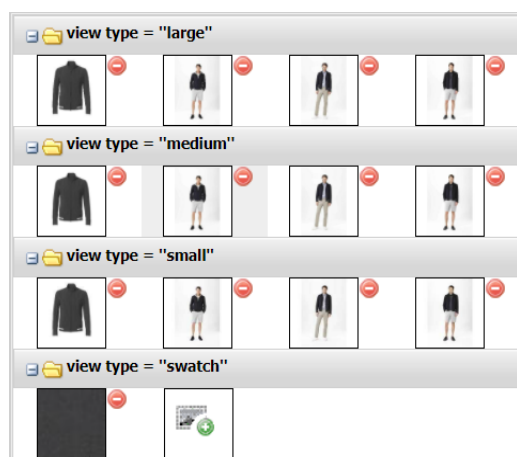 view type = "large"
view type = "medium"
view type = "small"
view type = "swatch"